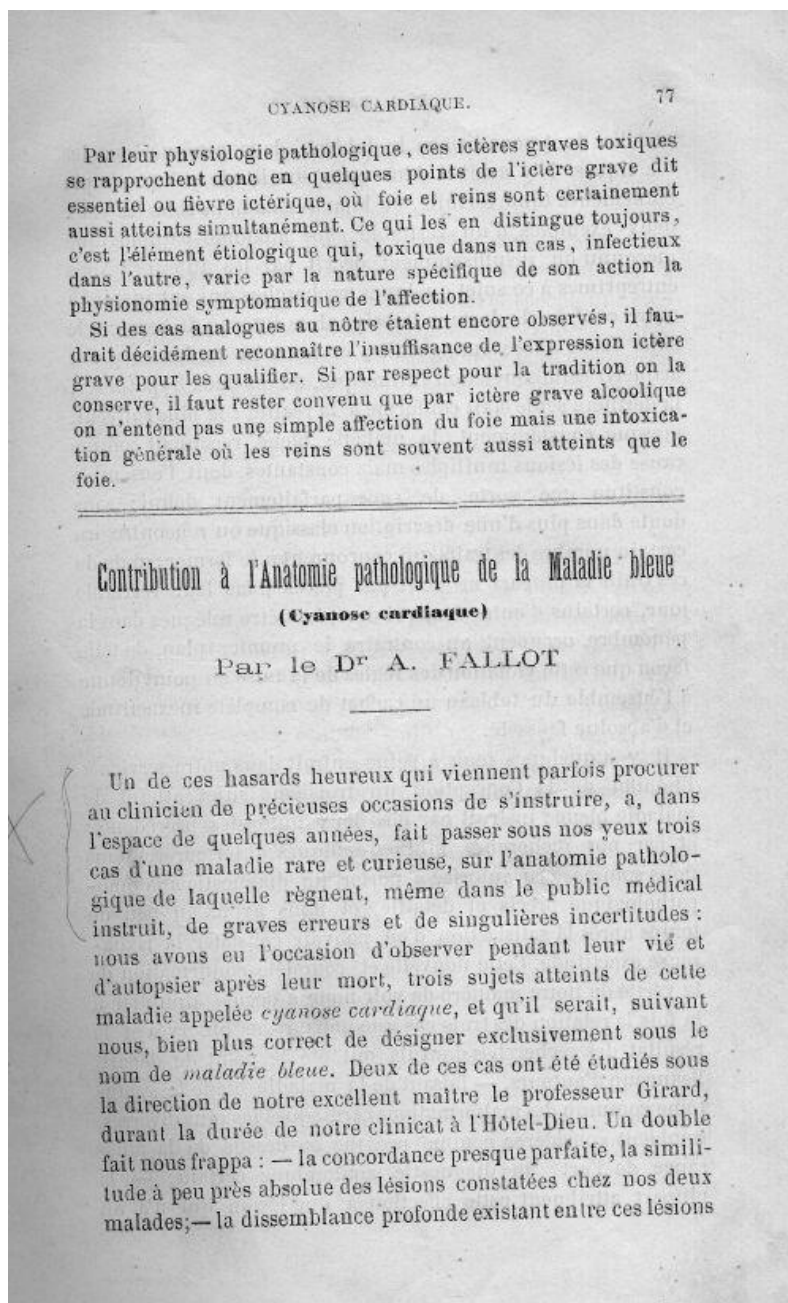 CYANOSE CARDIAQUE. 77
Par leur physiologie pathologique, ces ictères graves toxiques
se rapprochent donc en quelques points de l'ictère grave dit
essentiel ou fièvre ictérique, où foie et reins sont certainement
aussi atteints simultanément. Ce qui les en distingue toujours,
c'est l'élément étiologique qui, toxique dans un cas, infectieux
dans l'autre, varie par la nature spécifique de son action la
physionomie symptomatique de l'affection.
Si des cas analogues au nôtre étaient encore observés, il fau-
drait décidément reconnaître l'insuffisance de l'expression ictère
grave pour les qualifier. Si par respect pour la tradition on la
conserve, il faut rester convenu que par ictère grave alcoolique
on n'entend pas une simple affection du foie mais une intoxica-
tion générale où les reins sont souvent aussi atteints que le
foie.
Contribution à l'Anatomie pathologique de la Maladie bleue
(Cyanose cardiaque)
Par le Dr A. FALLOT
Un de ces hasards heureux qui viennent parfois procurer
au clinicien de précieuses occasions de s'instruire, a, dans
l'espace de quelques années, fait passer sous nos yeux trois
cas d'une maladie rare et curieuse, sur l'anatomie patholo-
gique de laquelle règnent, même dans le public médical
instruit, de graves erreurs et de singulières incertitudes :
nous avons eu l'occasion d'observer pendant leur vie et
d'autopsier après leur mort, trois sujets atteints de cette
maladie appelée cyanose cardiaque, et qu'il serait, suivant
nous, bien plus correct de désigner exclusivement sous le
nom de maladie bleue. Deux de ces cas ont été étudiés sous
la direction de notre excellent maître le professeur Girard,
durant la durée de notre clinicat à l'Hôtel-Dieu. Un double
fait nous frappa : — la concordance presque parfaite, la simili-
tude à peu près absolue des lésions constatées chez nos deux
malades;— la dissemblance profonde existant entre ces lésions